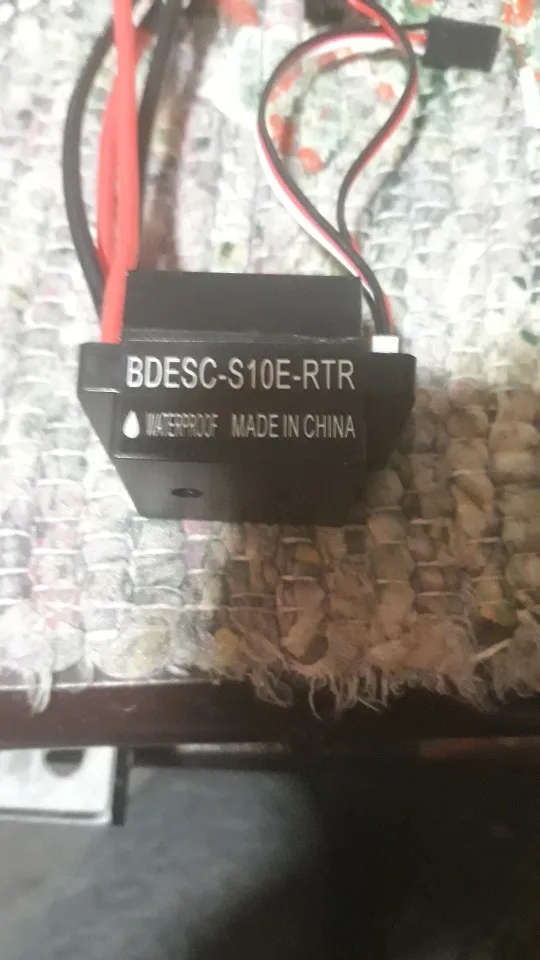 BDESC-S10E-RTR
WATERPROOF MADE IN CHINA